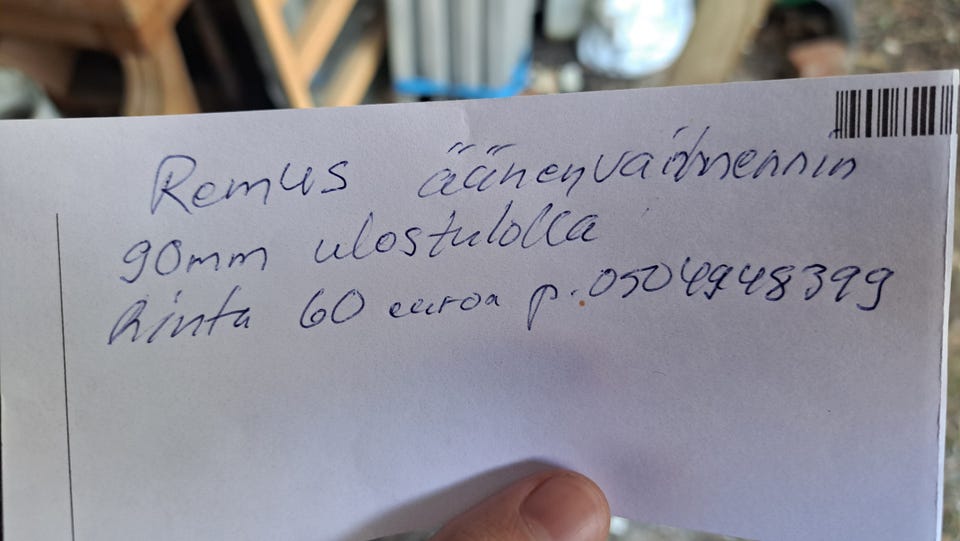 Remus äänenvaimennin
90mm ulostulolla
hinta 60 euroa p.0504948399